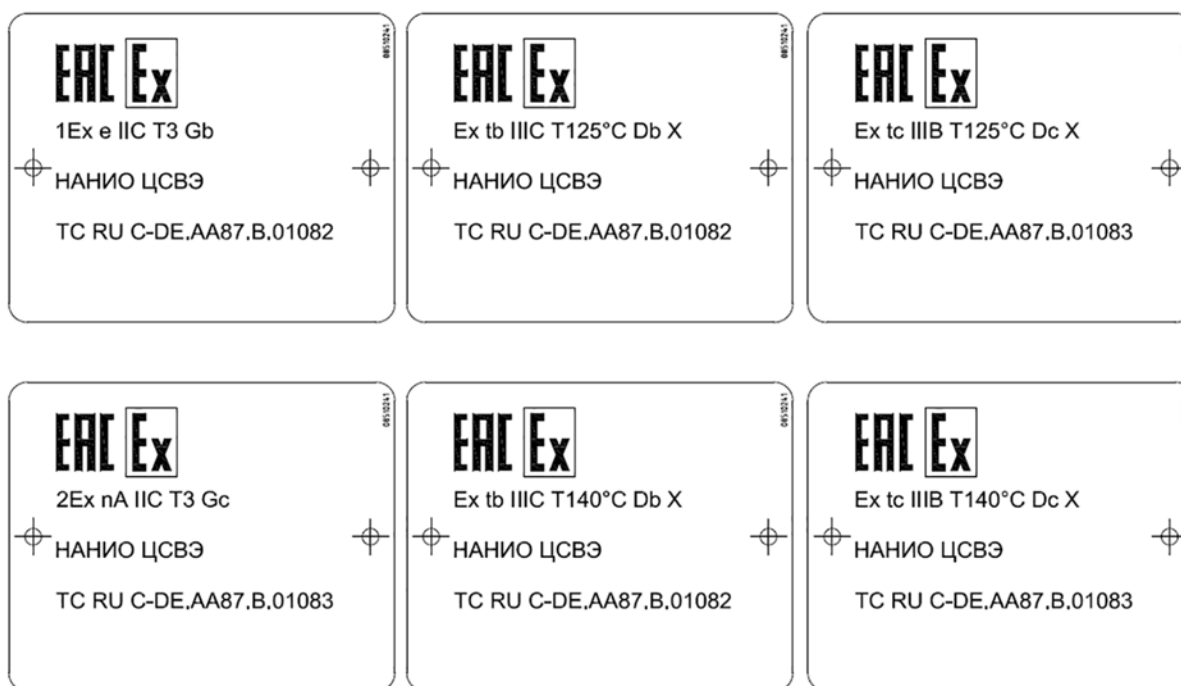 EAC Ex
08510241
1Ex e IIC T3 Gb
НАНИО ЦСВЭ
TC RU C-DE.AA87.B.01082
EAC Ex
08510241
Ex tb IIIC T125°C Db X
НАНИО ЦСВЭ
TC RU C-DE.AA87.B.01082
EAC Ex
Ex tc IIIB T125°C Dc X
НАНИО ЦСВЭ
TC RU C-DE.AA87.B.01083
EAC Ex
08510241
2Ex nA IIC T3 Gc
НАНИО ЦСВЭ
TC RU C-DE.AA87.B.01083
EAC Ex
08510241
Ex tb IIIC T140°C Db X
НАНИО ЦСВЭ
TC RU C-DE.AA87.B.01082
EAC Ex
Ex tc IIIB T140°C Dc X
НАНИО ЦСВЭ
TC RU C-DE.AA87.B.01083